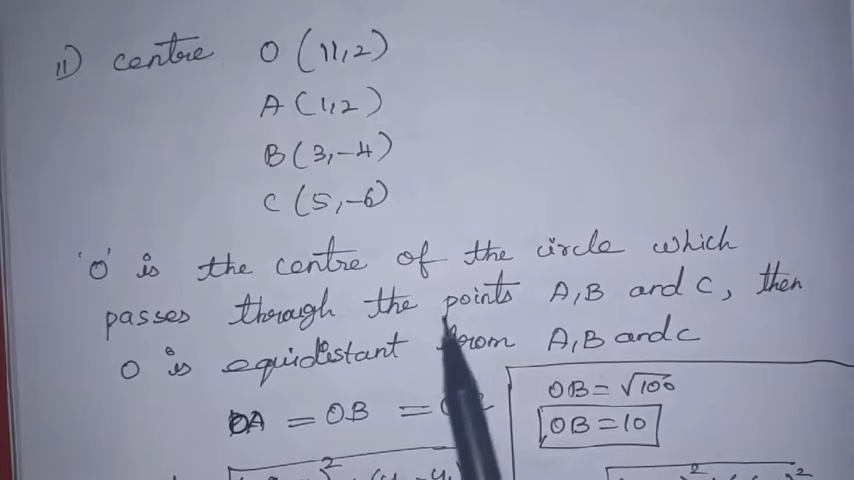 11) centre O (11,2)
A (1,2)
B (3,-4)
C (5,-6)
'O' is the centre of the circle which
passes through the points A,B and C, then
O is equidistant from A,B and C
OA = OB =
OB = √100
OB = 10